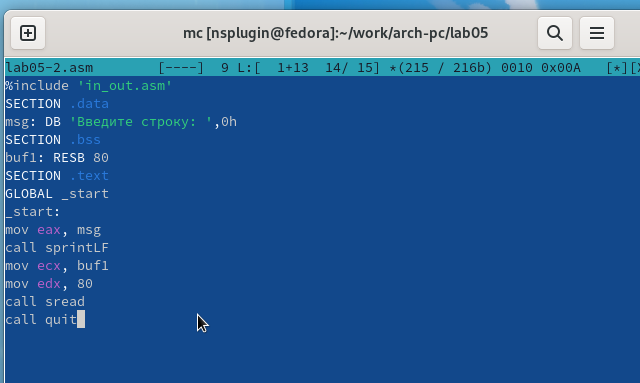 mc [nsplugin@fedora]:~/work/arch-pc/lab05
lab05-2.asm [----] 9 L:[ 1+13 14/ 15] *(215 / 216b) 0010 0x00A [*][X
%include 'in_out.asm'
SECTION .data
msg: DB 'Введите строку: ',0h
SECTION .bss
buf1: RESB 80
SECTION .text
GLOBAL _start
_start:
mov eax, msg
call sprintLF
mov ecx, buf1
mov edx, 80
call sread
call quit